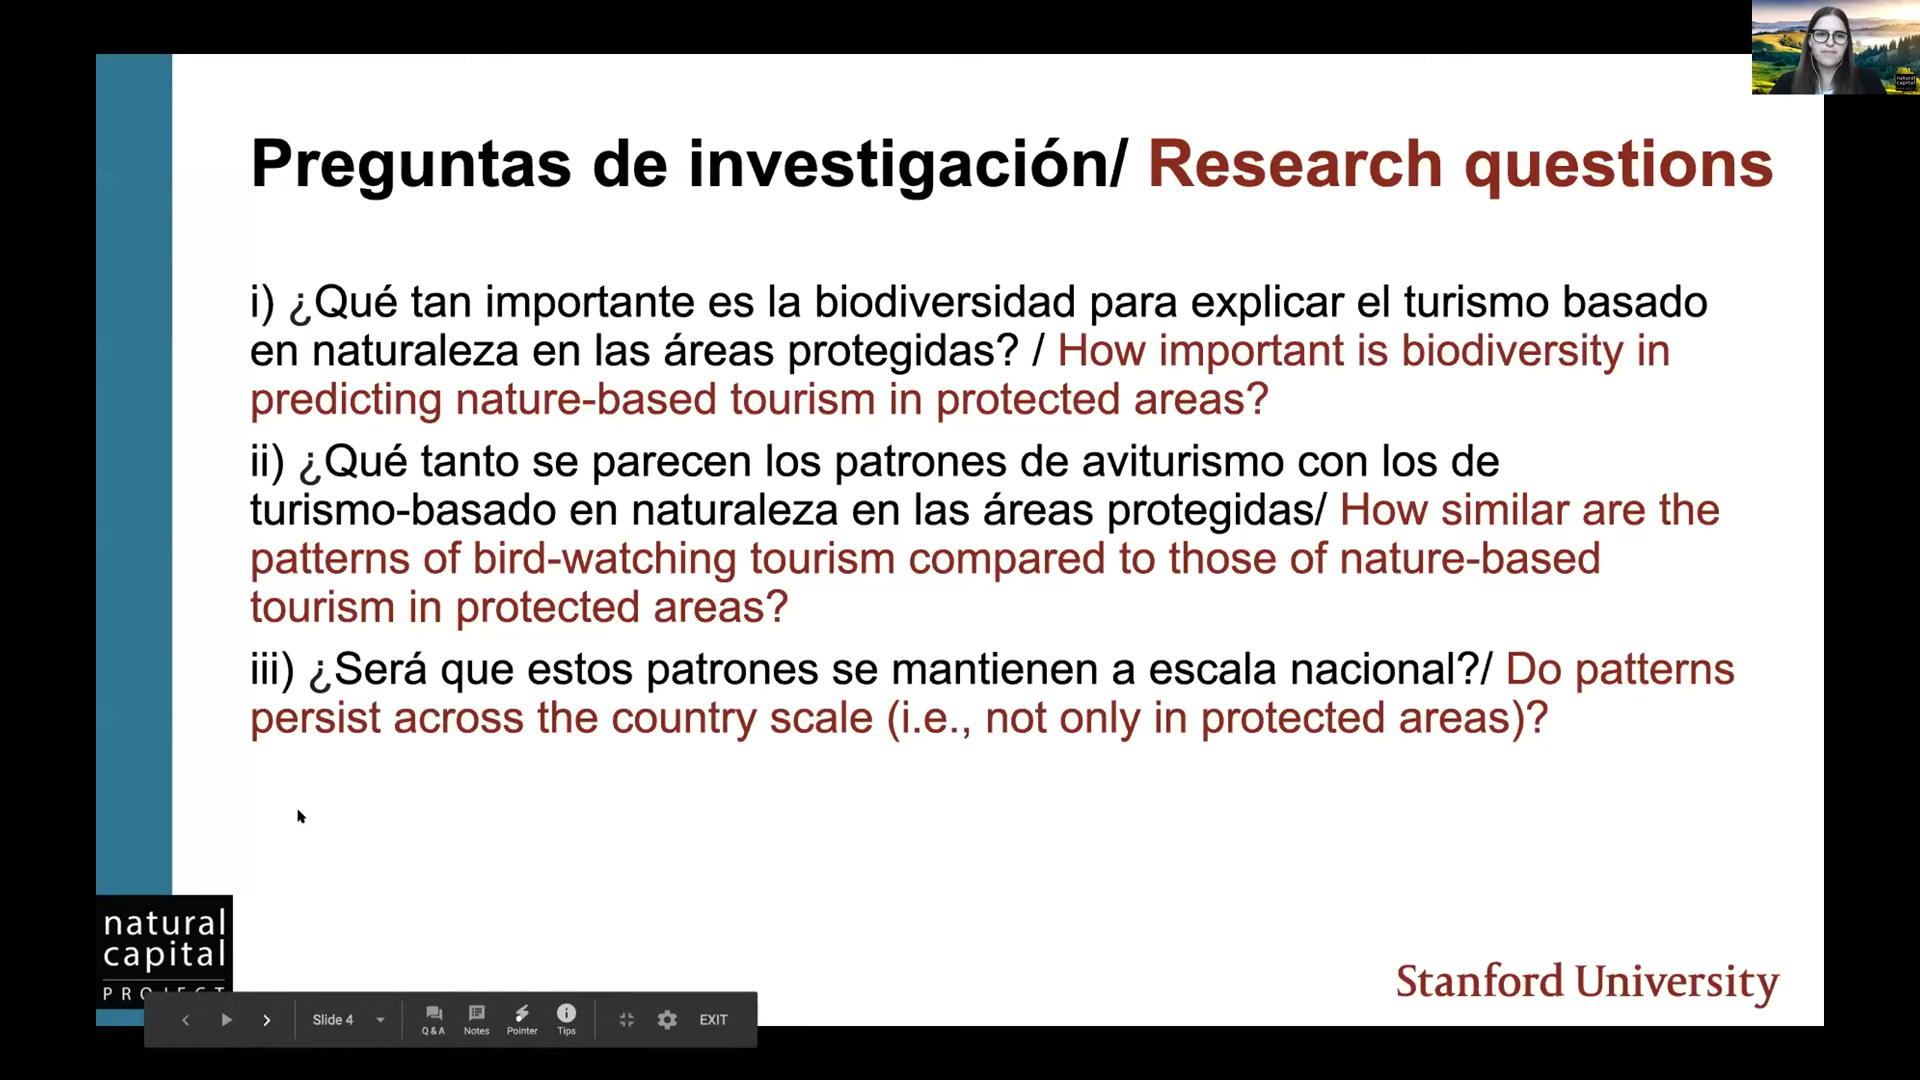 Preguntas de investigación/ Research questions
i) ¿Qué tan importante es la biodiversidad para explicar el turismo basado
en naturaleza en las áreas protegidas? / How important is biodiversity in
predicting nature-based tourism in protected areas?
ii) ¿Qué tanto se parecen los patrones de aviturismo con los de
turismo-basado en naturaleza en las áreas protegidas/ How similar are the
patterns of bird-watching tourism compared to those of nature-based
tourism in protected areas?
iii) ¿Será que estos patrones se mantienen a escala nacional?/ Do patterns
persist across the country scale (i.e., not only in protected areas)?
natural
capital
PROJECT
Stanford University
Slide 4
Q & A
Notes
Pointer
Tips
EXIT
natural
capital